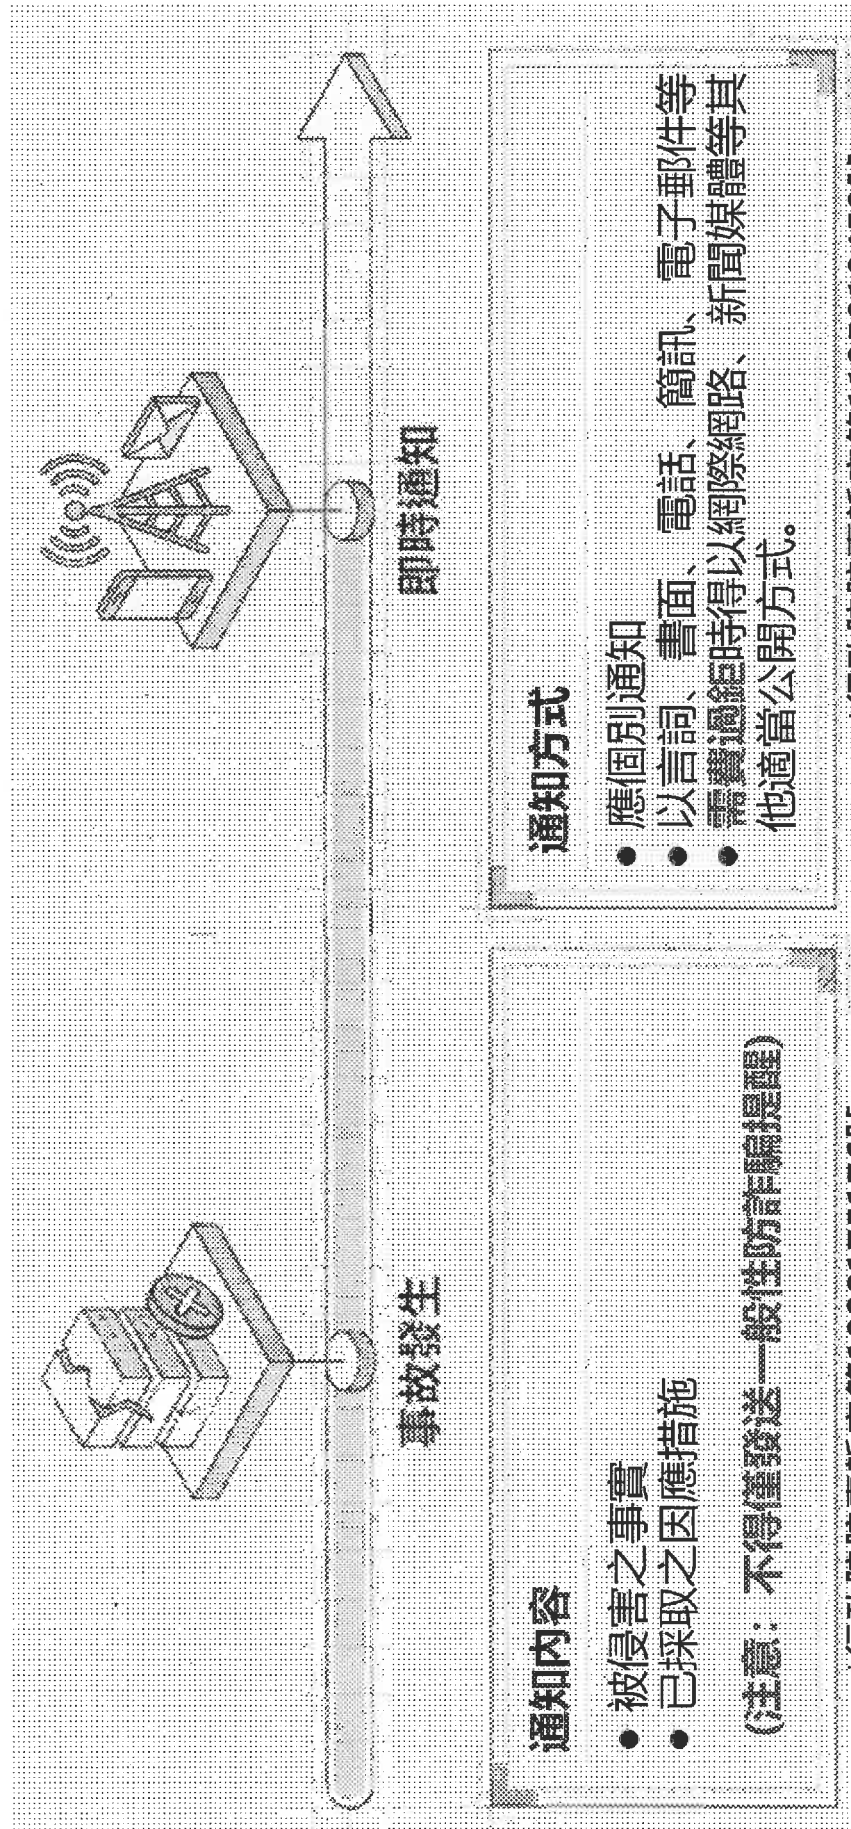 事故發生
即時通知
通知內容
• 被侵害之事實
• 已採取之因應措施
(注意：不得僅發送一般性防詐騙提醒)
通知方式
• 應個別通知
• 以言詞、書面、電話、簡訊、電子郵件等
• 需費過鉅時得以網際網路、新聞媒體等其
他適當公開方式。